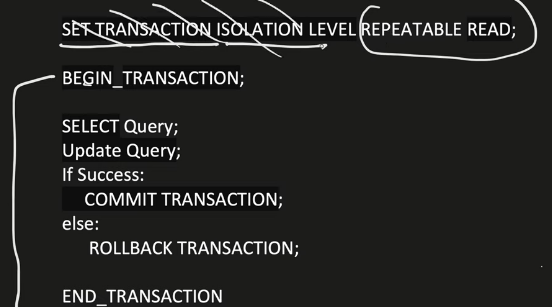 SET TRANSACTION ISOLATION LEVEL REPEATABLE READ;
BEGIN_TRANSACTION;
SELECT Query;
Update Query;
If Success:
COMMIT TRANSACTION;
else:
ROLLBACK TRANSACTION;
END_TRANSACTION